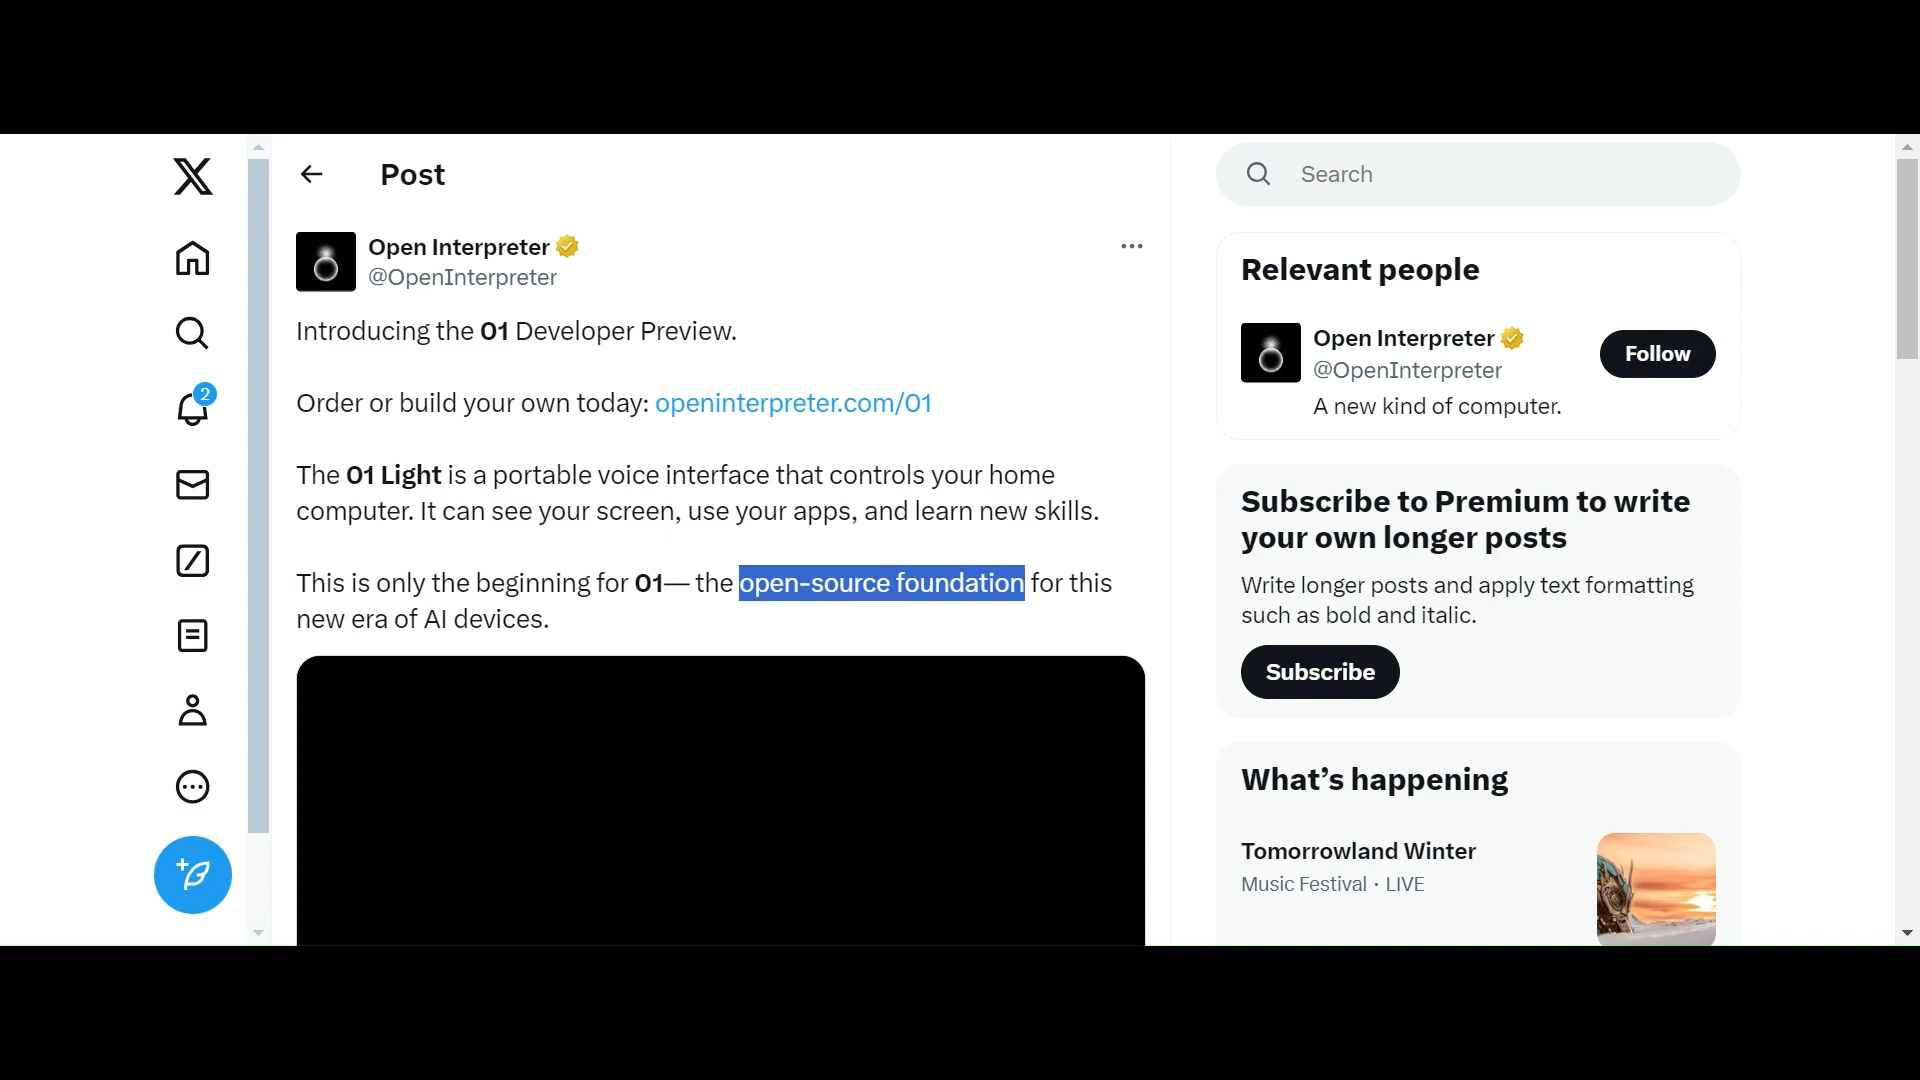 Post
Open Interpreter
@OpenInterpreter
Introducing the 01 Developer Preview.
Order or build your own today: openinterpreter.com/01
The 01 Light is a portable voice interface that controls your home
computer. It can see your screen, use your apps, and learn new skills.
This is only the beginning for 01— the open-source foundation for this
new era of AI devices.
2
Search
Relevant people
Open Interpreter
@OpenInterpreter
Follow
A new kind of computer.
Subscribe to Premium to write
your own longer posts
Write longer posts and apply text formatting
such as bold and italic.
Subscribe
What’s happening
Tomorrowland Winter
Music Festival · LIVE